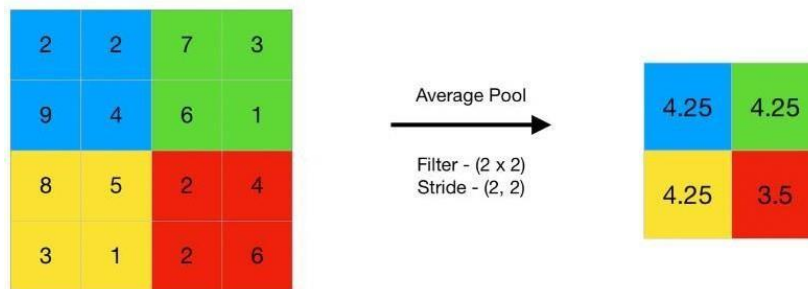 2 2 7 3
9 4 6 1
8 5 2 4
3 1 2 6
Average Pool
Filter - (2 x 2)
Stride - (2, 2)
4.25 4.25
4.25 3.5